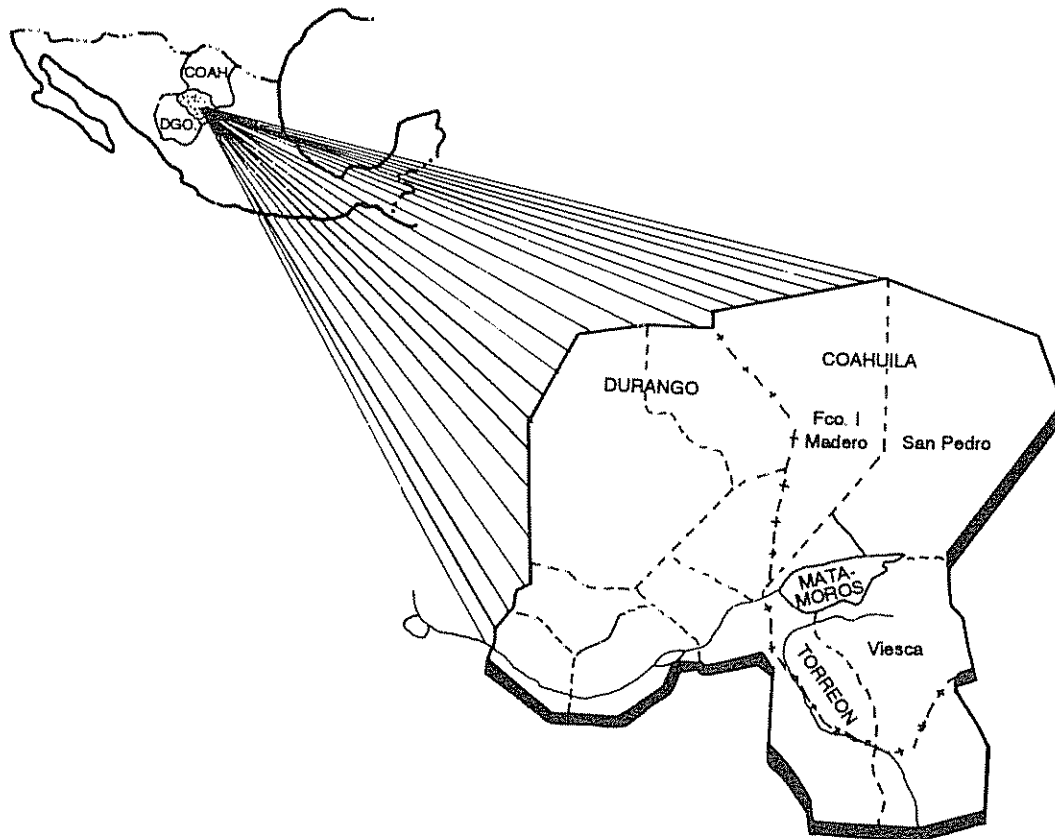 COAH
DGO.
COAHUILA
DURANGO
Fco. I
Madero
San Pedro
MATA-
MOROS
Viesca
TORREON